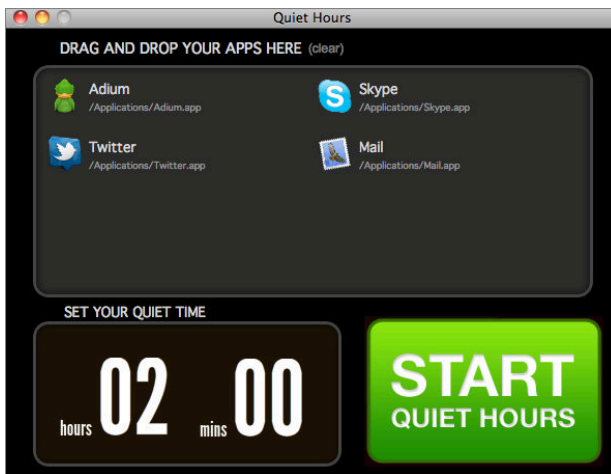 Quiet Hours
DRAG AND DROP YOUR APPS HERE (clear)
Adium
/Applications/Adium.app
Skype
/Applications/Skype.app
Twitter
/Applications/Twitter.app
Mail
/Applications/Mail.app
SET YOUR QUIET TIME
hours 02 mins 00
START
QUIET HOURS